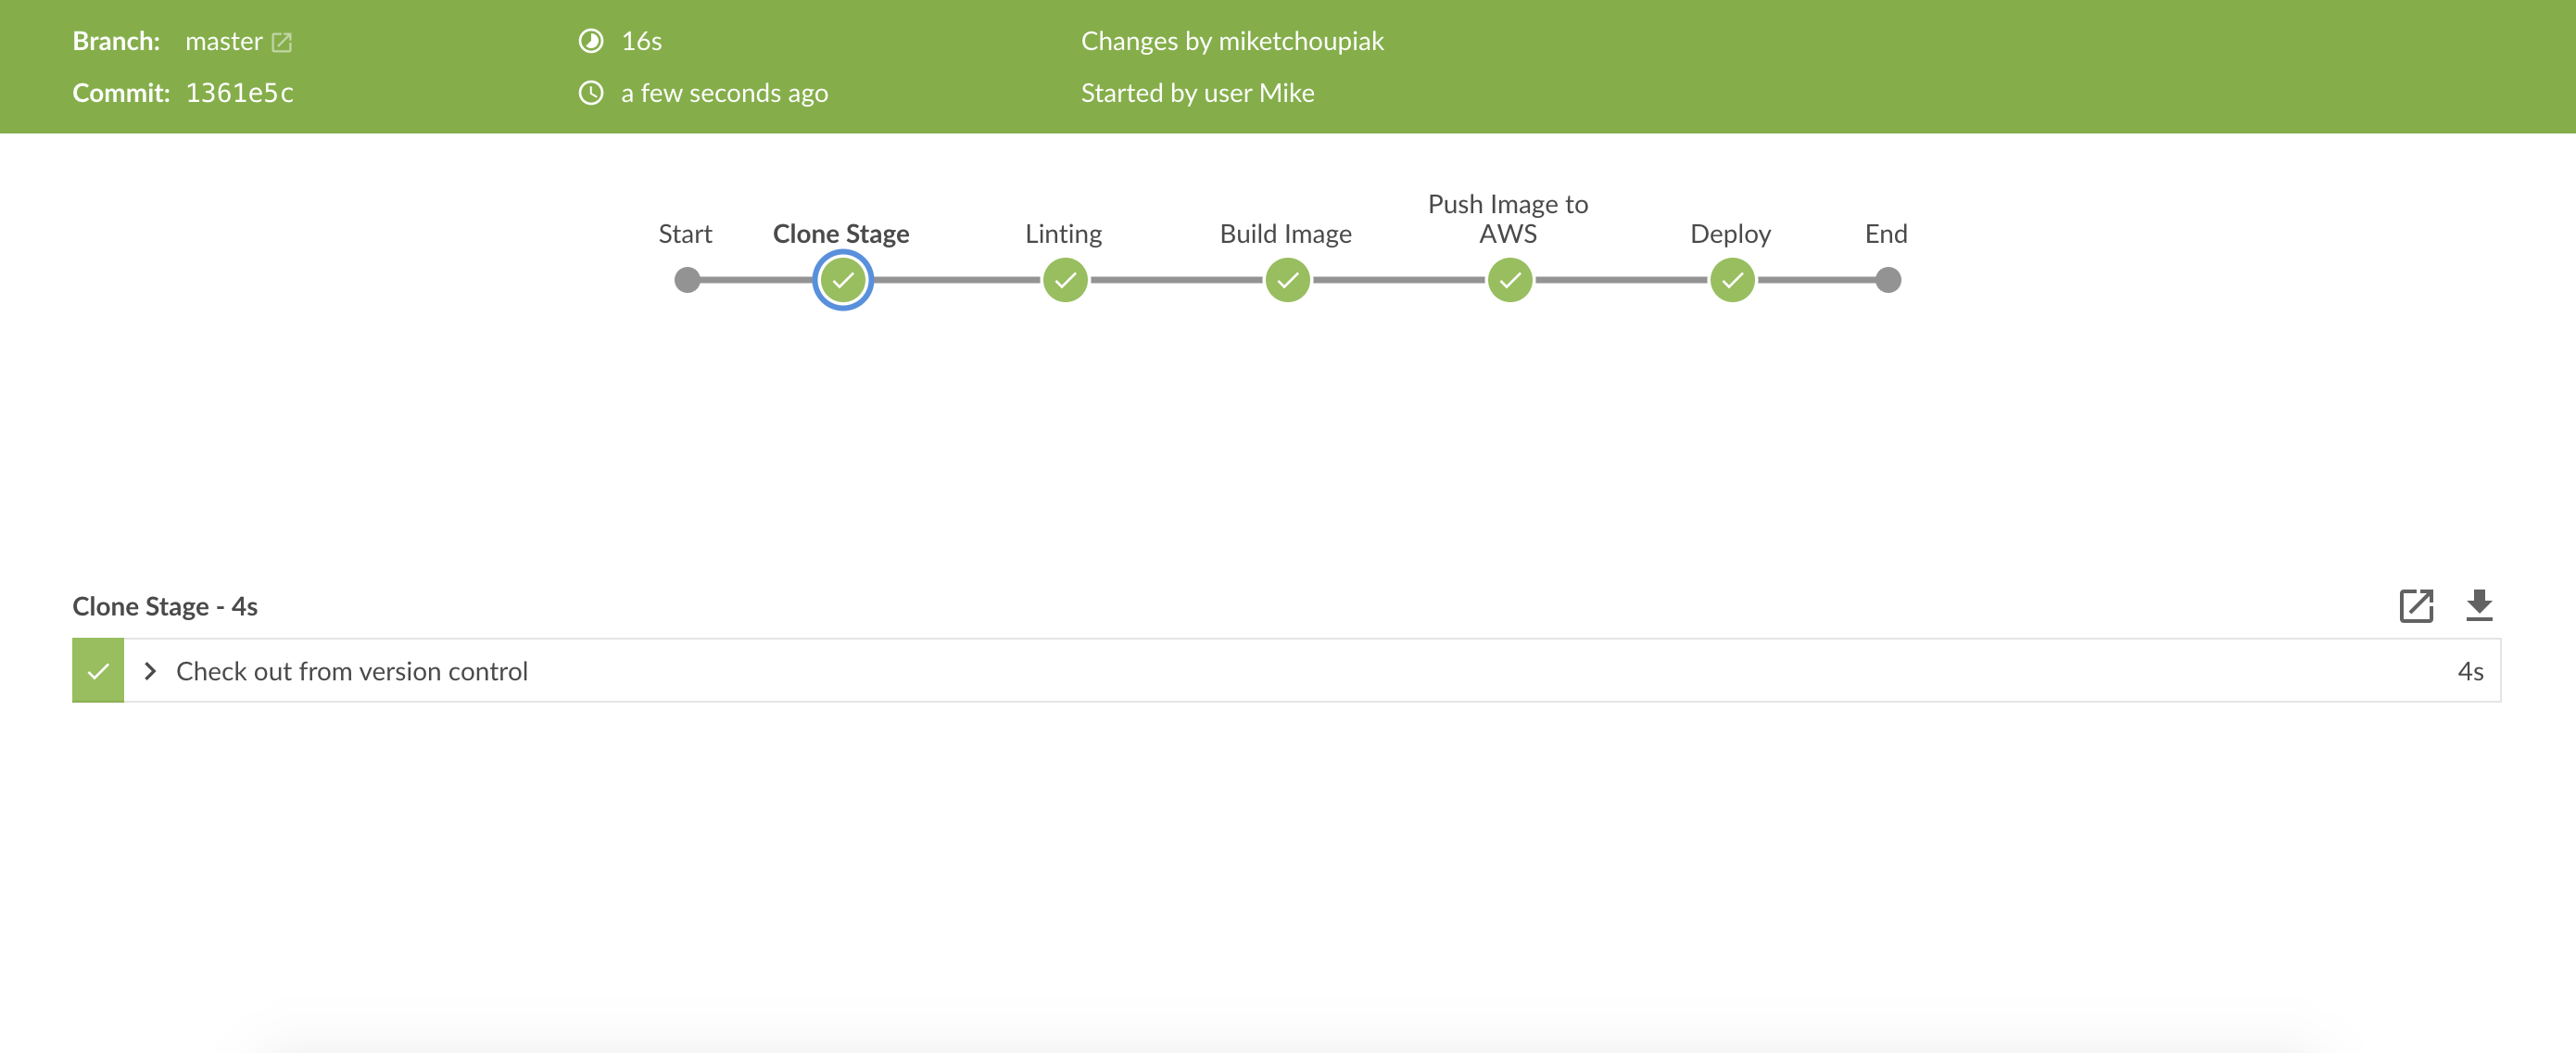 Branch: master
16s
Changes by miketchoupiak
Commit: 1361e5c
a few seconds ago
Started by user Mike
Start
Clone Stage
Linting
Build Image
Push Image to
AWS
Deploy
End
Clone Stage - 4s
Check out from version control
4s